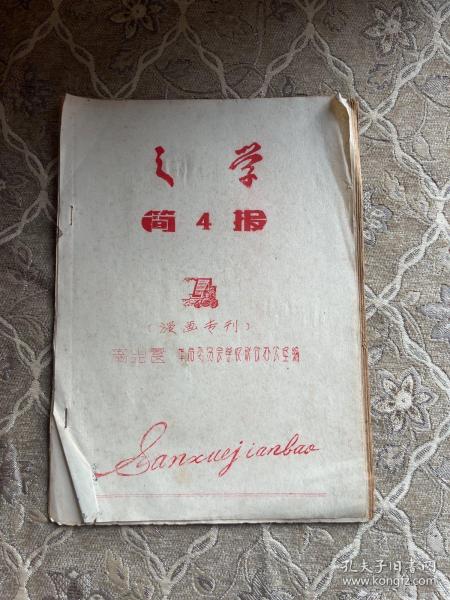 三学
简4报
(漫画专刊)
Sanxuejianbao
孔夫子旧书网
www.kongfz.com